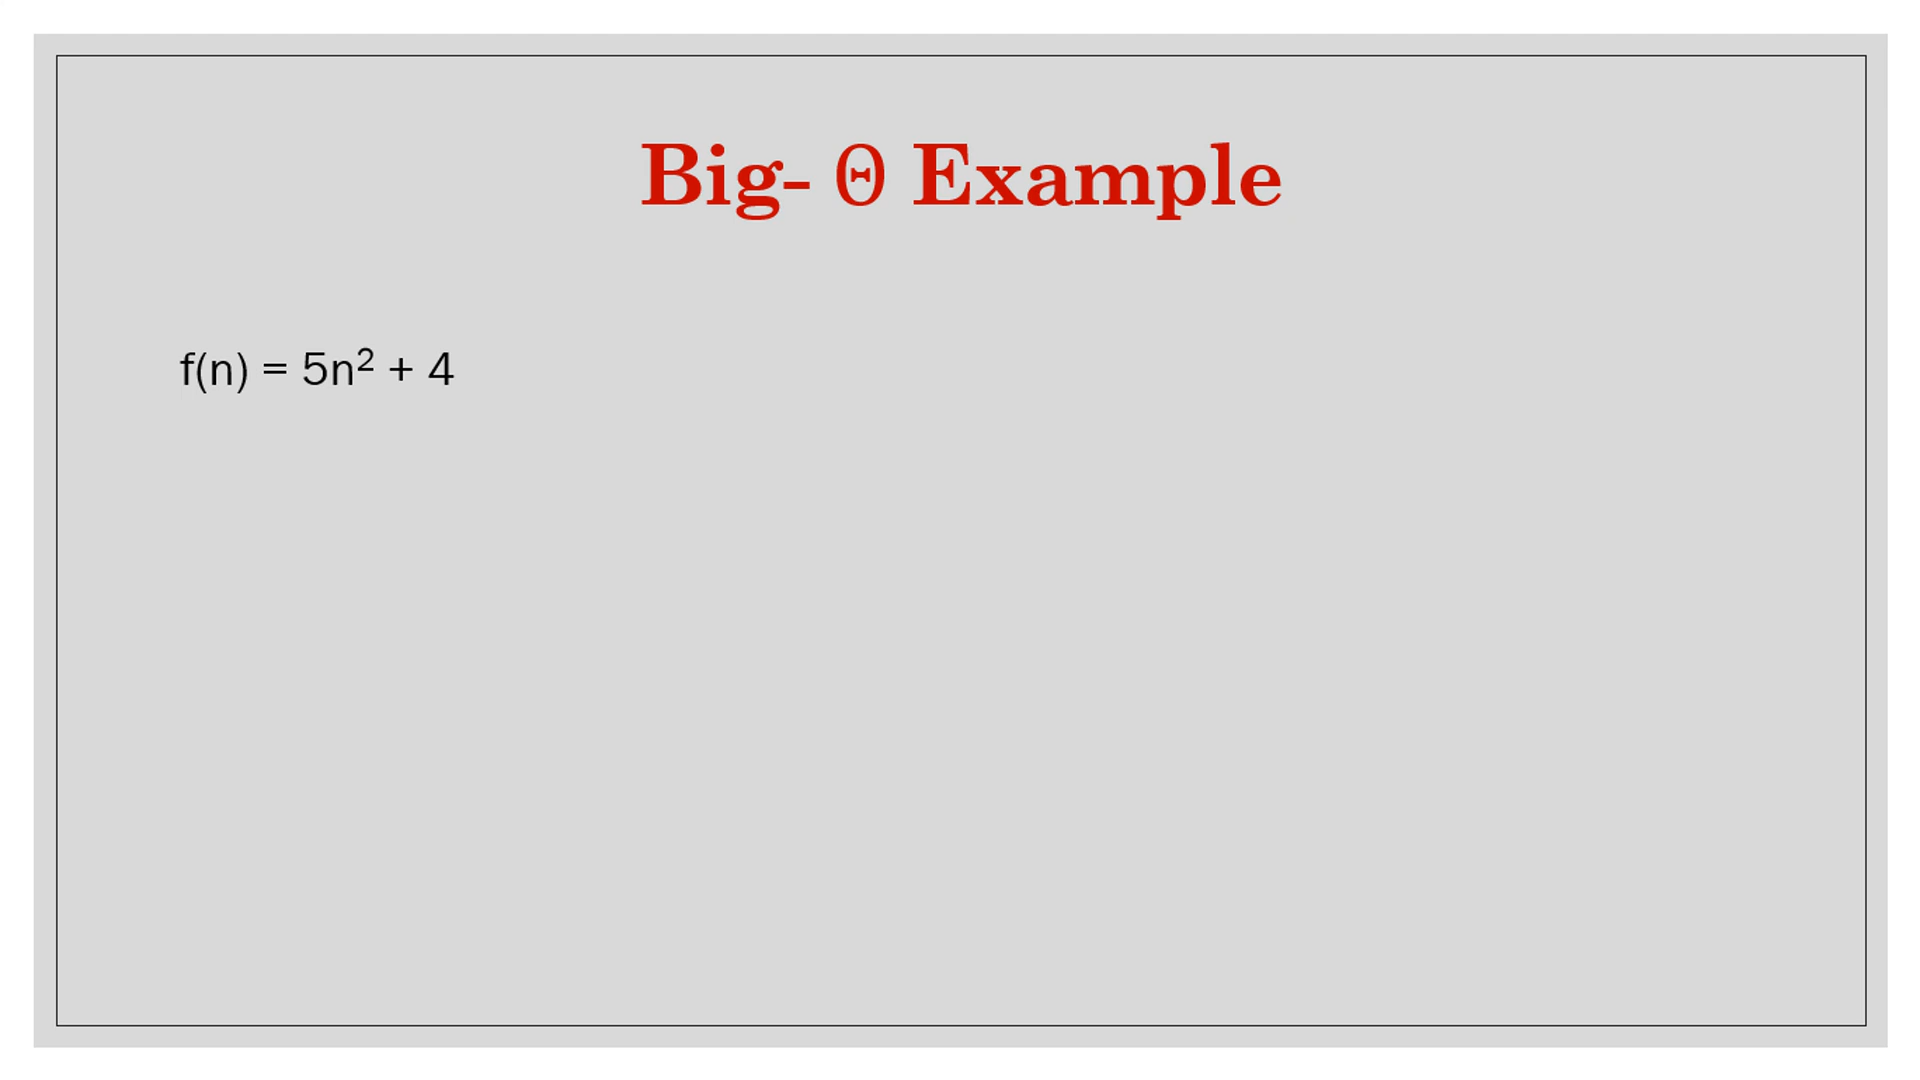 Big- Θ Example
f(n) = 5n² + 4